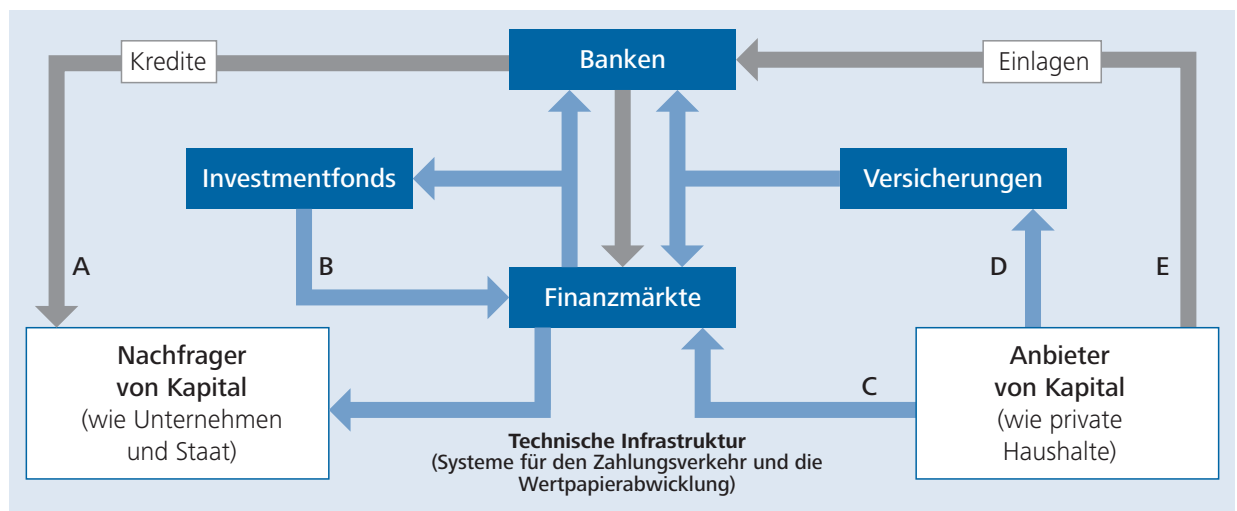 Kredite
Banken
Einlagen
Investmentfonds
Versicherungen
A
B
D
E
Finanzmärkte
Nachfrager
von Kapital
(wie Unternehmen
und Staat)
C
Anbieter
von Kapital
(wie private
Haushalte)
Technische Infrastruktur
(Systeme für den Zahlungsverkehr und die
Wertpapierabwicklung)